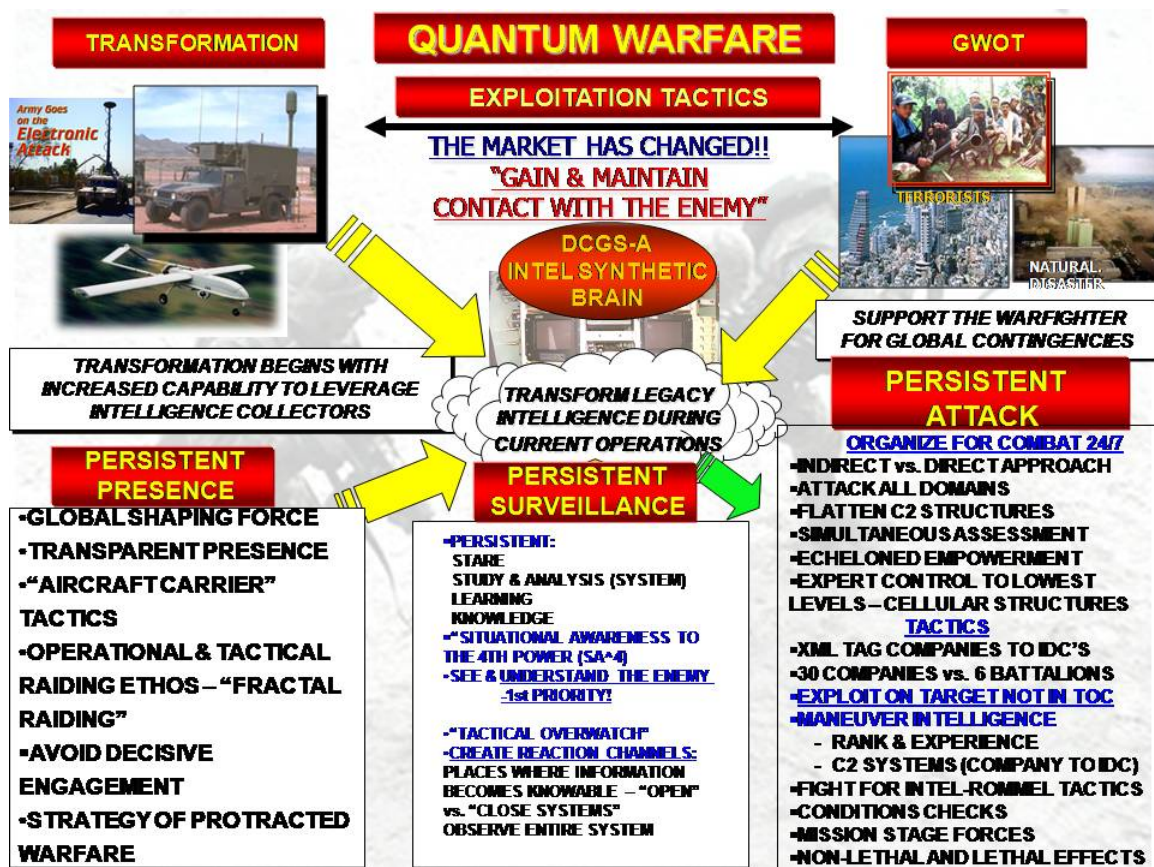 TRANSFORMATION
QUANTUM WARFARE
GWOT
EXPLOITATION TACTICS
Army Goes
on the
Electronic
Attack
THE MARKET HAS CHANGED!!
"GAIN & MAINTAIN
CONTACT WITH THE ENEMY"
TERRORISTS
NATURAL.
DISASTER
DCGS-A
INTEL SYNTHETIC
BRAIN
TRANSFORMATION BEGINS WITH
INCREASED CAPABILITY TO LEVERAGE
INTELLIGENCE COLLECTORS
TRANSFORM LEGACY
INTELLIGENCE DURING
CURRENT OPERATIONS
SUPPORT THE WARFIGHTER
FOR GLOBAL CONTINGENCIES
PERSISTENT
PRESENCE
▪GLOBAL SHAPING FORCE
▪TRANSPARENT PRESENCE
▪"AIRCRAFT CARRIER"
TACTICS
▪OPERATIONAL & TACTICAL
RAIDING ETHOS – "FRACTAL
RAIDING"
▪AVOID DECISIVE
ENGAGEMENT
▪STRATEGY OF PROTRACTED
WARFARE
PERSISTENT
SURVEILLANCE
▪PERSISTENT:
STARE
STUDY & ANALYSIS (SYSTEM)
LEARNING
KNOWLEDGE
▪"SITUATIONAL AWARENESS TO
THE 4TH POWER (SA^4)
▪SEE & UNDERSTAND THE ENEMY
-1st PRIORITY!
▪"TACTICAL OVERWATCH"
▪CREATE REACTION CHANNELS:
PLACES WHERE INFORMATION
BECOMES KNOWABLE – "OPEN"
vs. "CLOSE SYSTEMS"
OBSERVE ENTIRE SYSTEM
PERSISTENT
ATTACK
ORGANIZE FOR COMBAT 24/7
▪INDIRECT vs. DIRECT APPROACH
▪ATTACK ALL DOMAINS
▪FLATTEN C2 STRUCTURES
▪SIMULTANEOUS ASSESSMENT
▪ECHELONED EMPOWERMENT
▪EXPERT CONTROL TO LOWEST
LEVELS – CELLULAR STRUCTURES
TACTICS
▪XML TAG COMPANIES TO IDC'S
▪30 COMPANIES vs. 6 BATTALIONS
▪EXPLOIT ON TARGET NOT IN TOC
▪MANEUVER INTELLIGENCE
- RANK & EXPERIENCE
- C2 SYSTEMS (COMPANY TO IDC)
▪FIGHT FOR INTEL-ROMMEL TACTICS
▪CONDITIONS CHECKS
▪MISSION STAGE FORCES
▪NON-LETHAL AND LETHAL EFFECTS